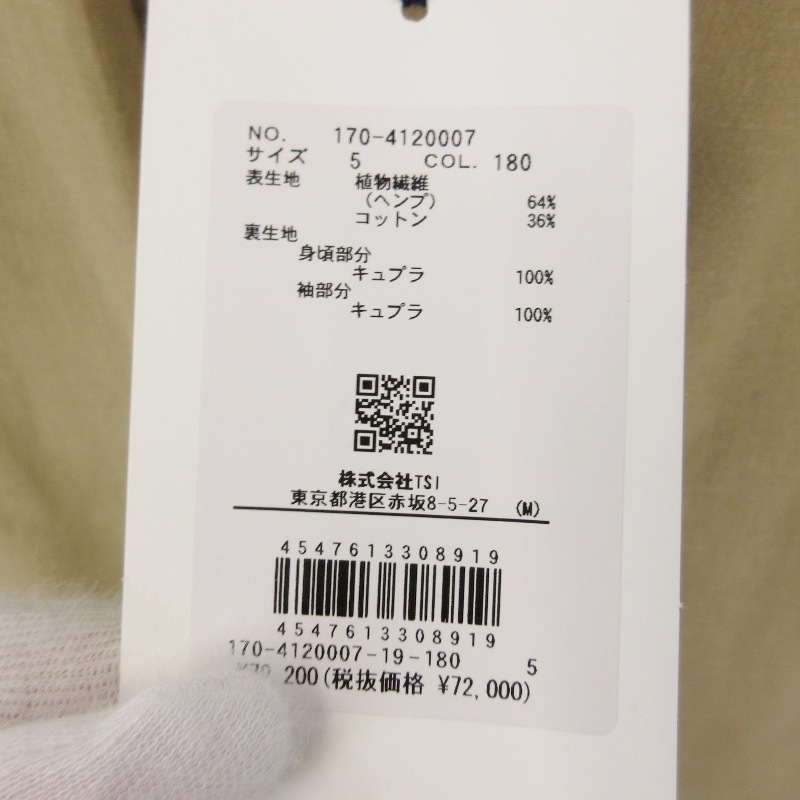 NO. 170-4120007
サイズ 5 COL. 180
表生地 植物繊維
(ヘンプ) 64%
コットン 36%
裏生地
身頃部分
キュプラ 100%
袖部分
キュプラ 100%
株式会社TSI
東京都港区赤坂8-5-27 (M)
4547613308919
4547613308919
170-4120007-19-180 5
200(税抜価格 ¥72,000)